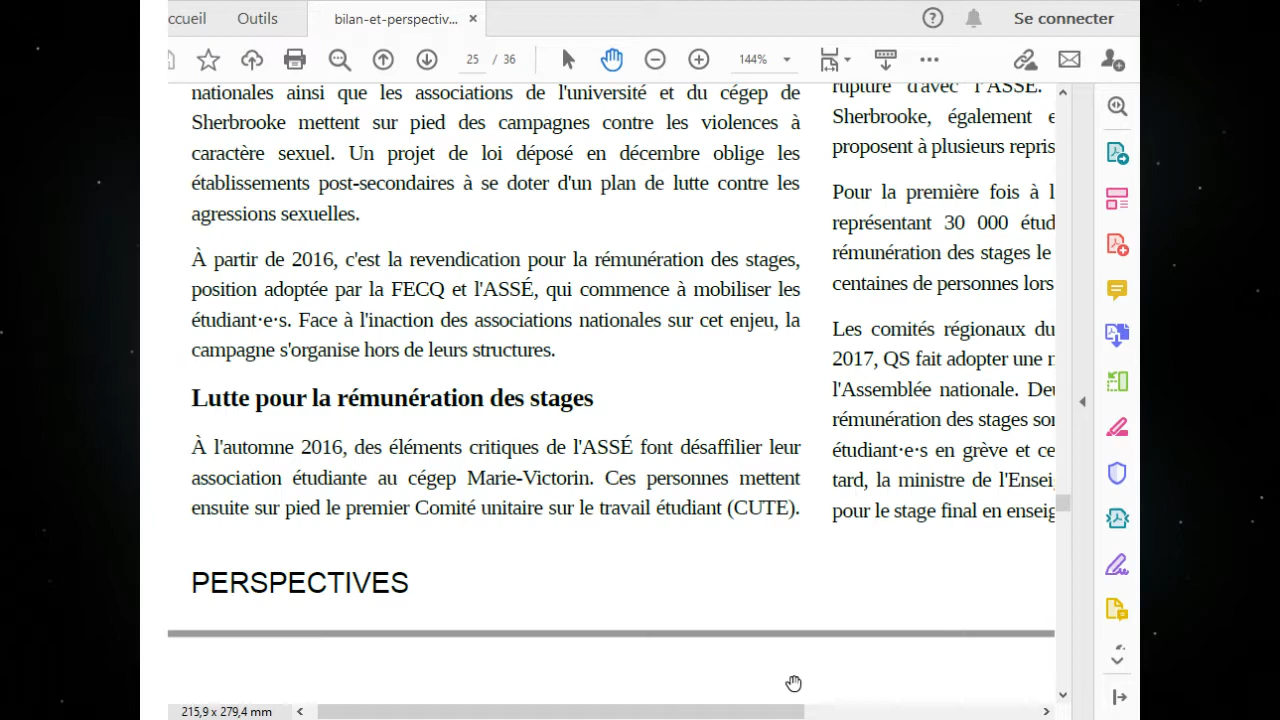 ccueil
Outils
bilan-et-perspectiv...
Se connecter
25 / 36
144%
nationales ainsi que les associations de l'université et du cégep de
Sherbrooke mettent sur pied des campagnes contre les violences à
caractère sexuel. Un projet de loi déposé en décembre oblige les
établissements post-secondaires à se doter d'un plan de lutte contre les
agressions sexuelles.
À partir de 2016, c'est la revendication pour la rémunération des stages,
position adoptée par la FECQ et l'ASSÉ, qui commence à mobiliser les
étudiant·e·s. Face à l'inaction des associations nationales sur cet enjeu, la
campagne s'organise hors de leurs structures.
Lutte pour la rémunération des stages
À l'automne 2016, des éléments critiques de l'ASSÉ font désaffilier leur
association étudiante au cégep Marie-Victorin. Ces personnes mettent
ensuite sur pied le premier Comité unitaire sur le travail étudiant (CUTE).
rupture d'avec l'ASSÉ.
Sherbrooke, également e
proposent à plusieurs repris
Pour la première fois à l
représentant 30 000 étud
rémunération des stages le
centaines de personnes lors
Les comités régionaux du
2017, QS fait adopter une n
l'Assemblée nationale. Deu
rémunération des stages son
étudiant·e·s en grève et ce
tard, la ministre de l'Ensei
pour le stage final en enseig
PERSPECTIVES
215,9 x 279,4 mm